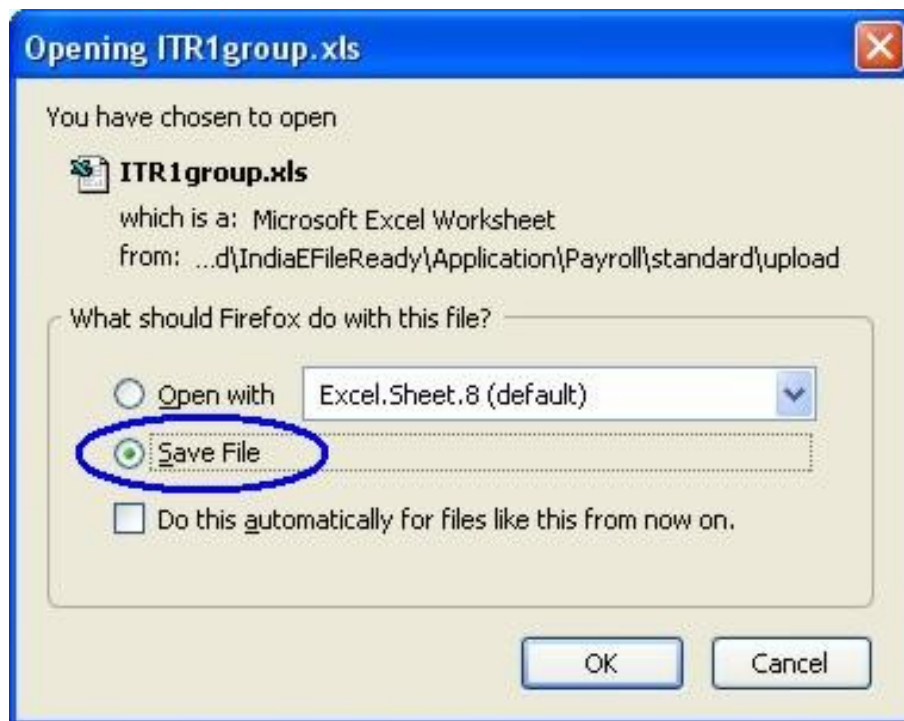 Opening ITR1group.xls
You have chosen to open
ITR1group.xls
which is a: Microsoft Excel Worksheet
from: ...d\IndiaEFileReady\Application\Payroll\standard\upload
What should Firefox do with this file?
Open with Excel.Sheet.8 (default)
Save File
Do this automatically for files like this from now on.
OK Cancel